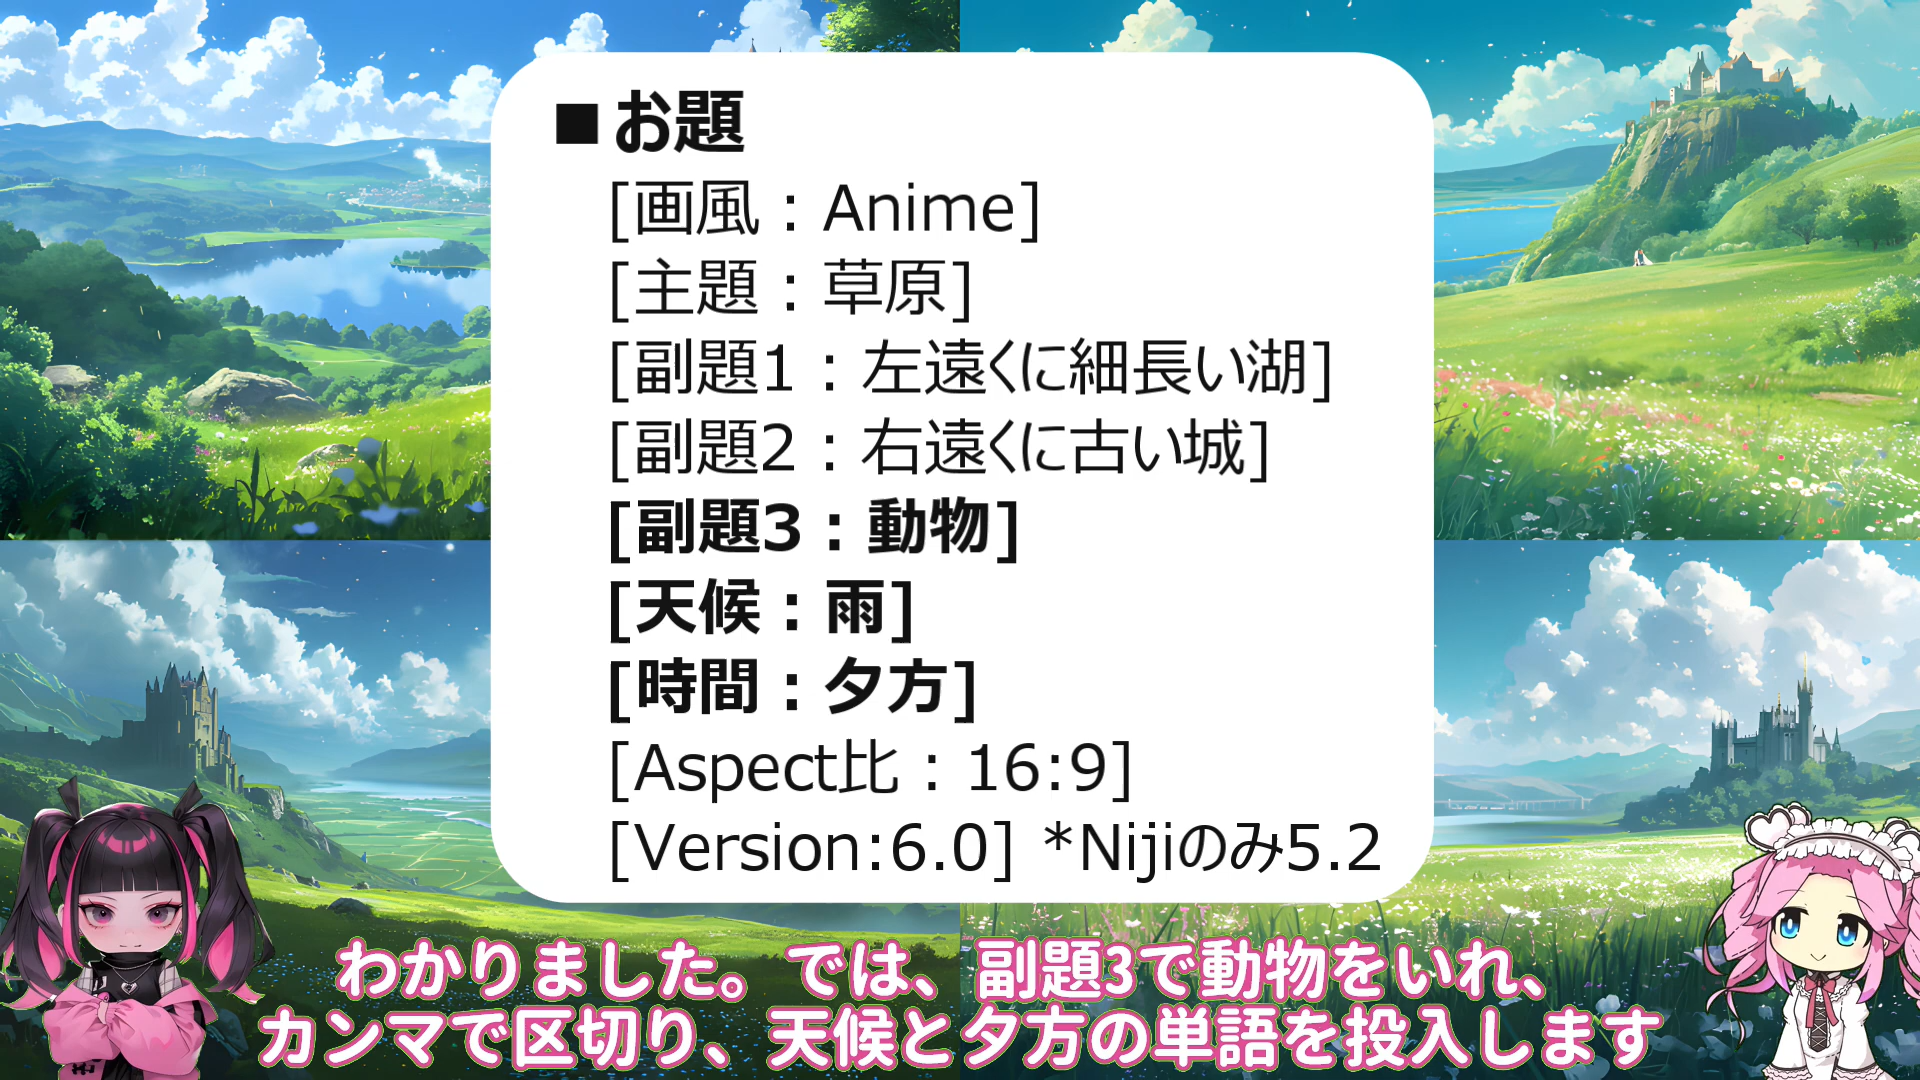 ■お題
[画風：Anime]
[主題：草原]
[副題1：左遠くに細長い湖]
[副題2：右遠くに古い城]
[副題3：動物]
[天候：雨]
[時間：夕方]
[Aspect比：16:9]
[Version:6.0] *Nijiのみ5.2
わかりました。では、副題3で動物をいれ、
カンマで区切り、天候と夕方の単語を投入します